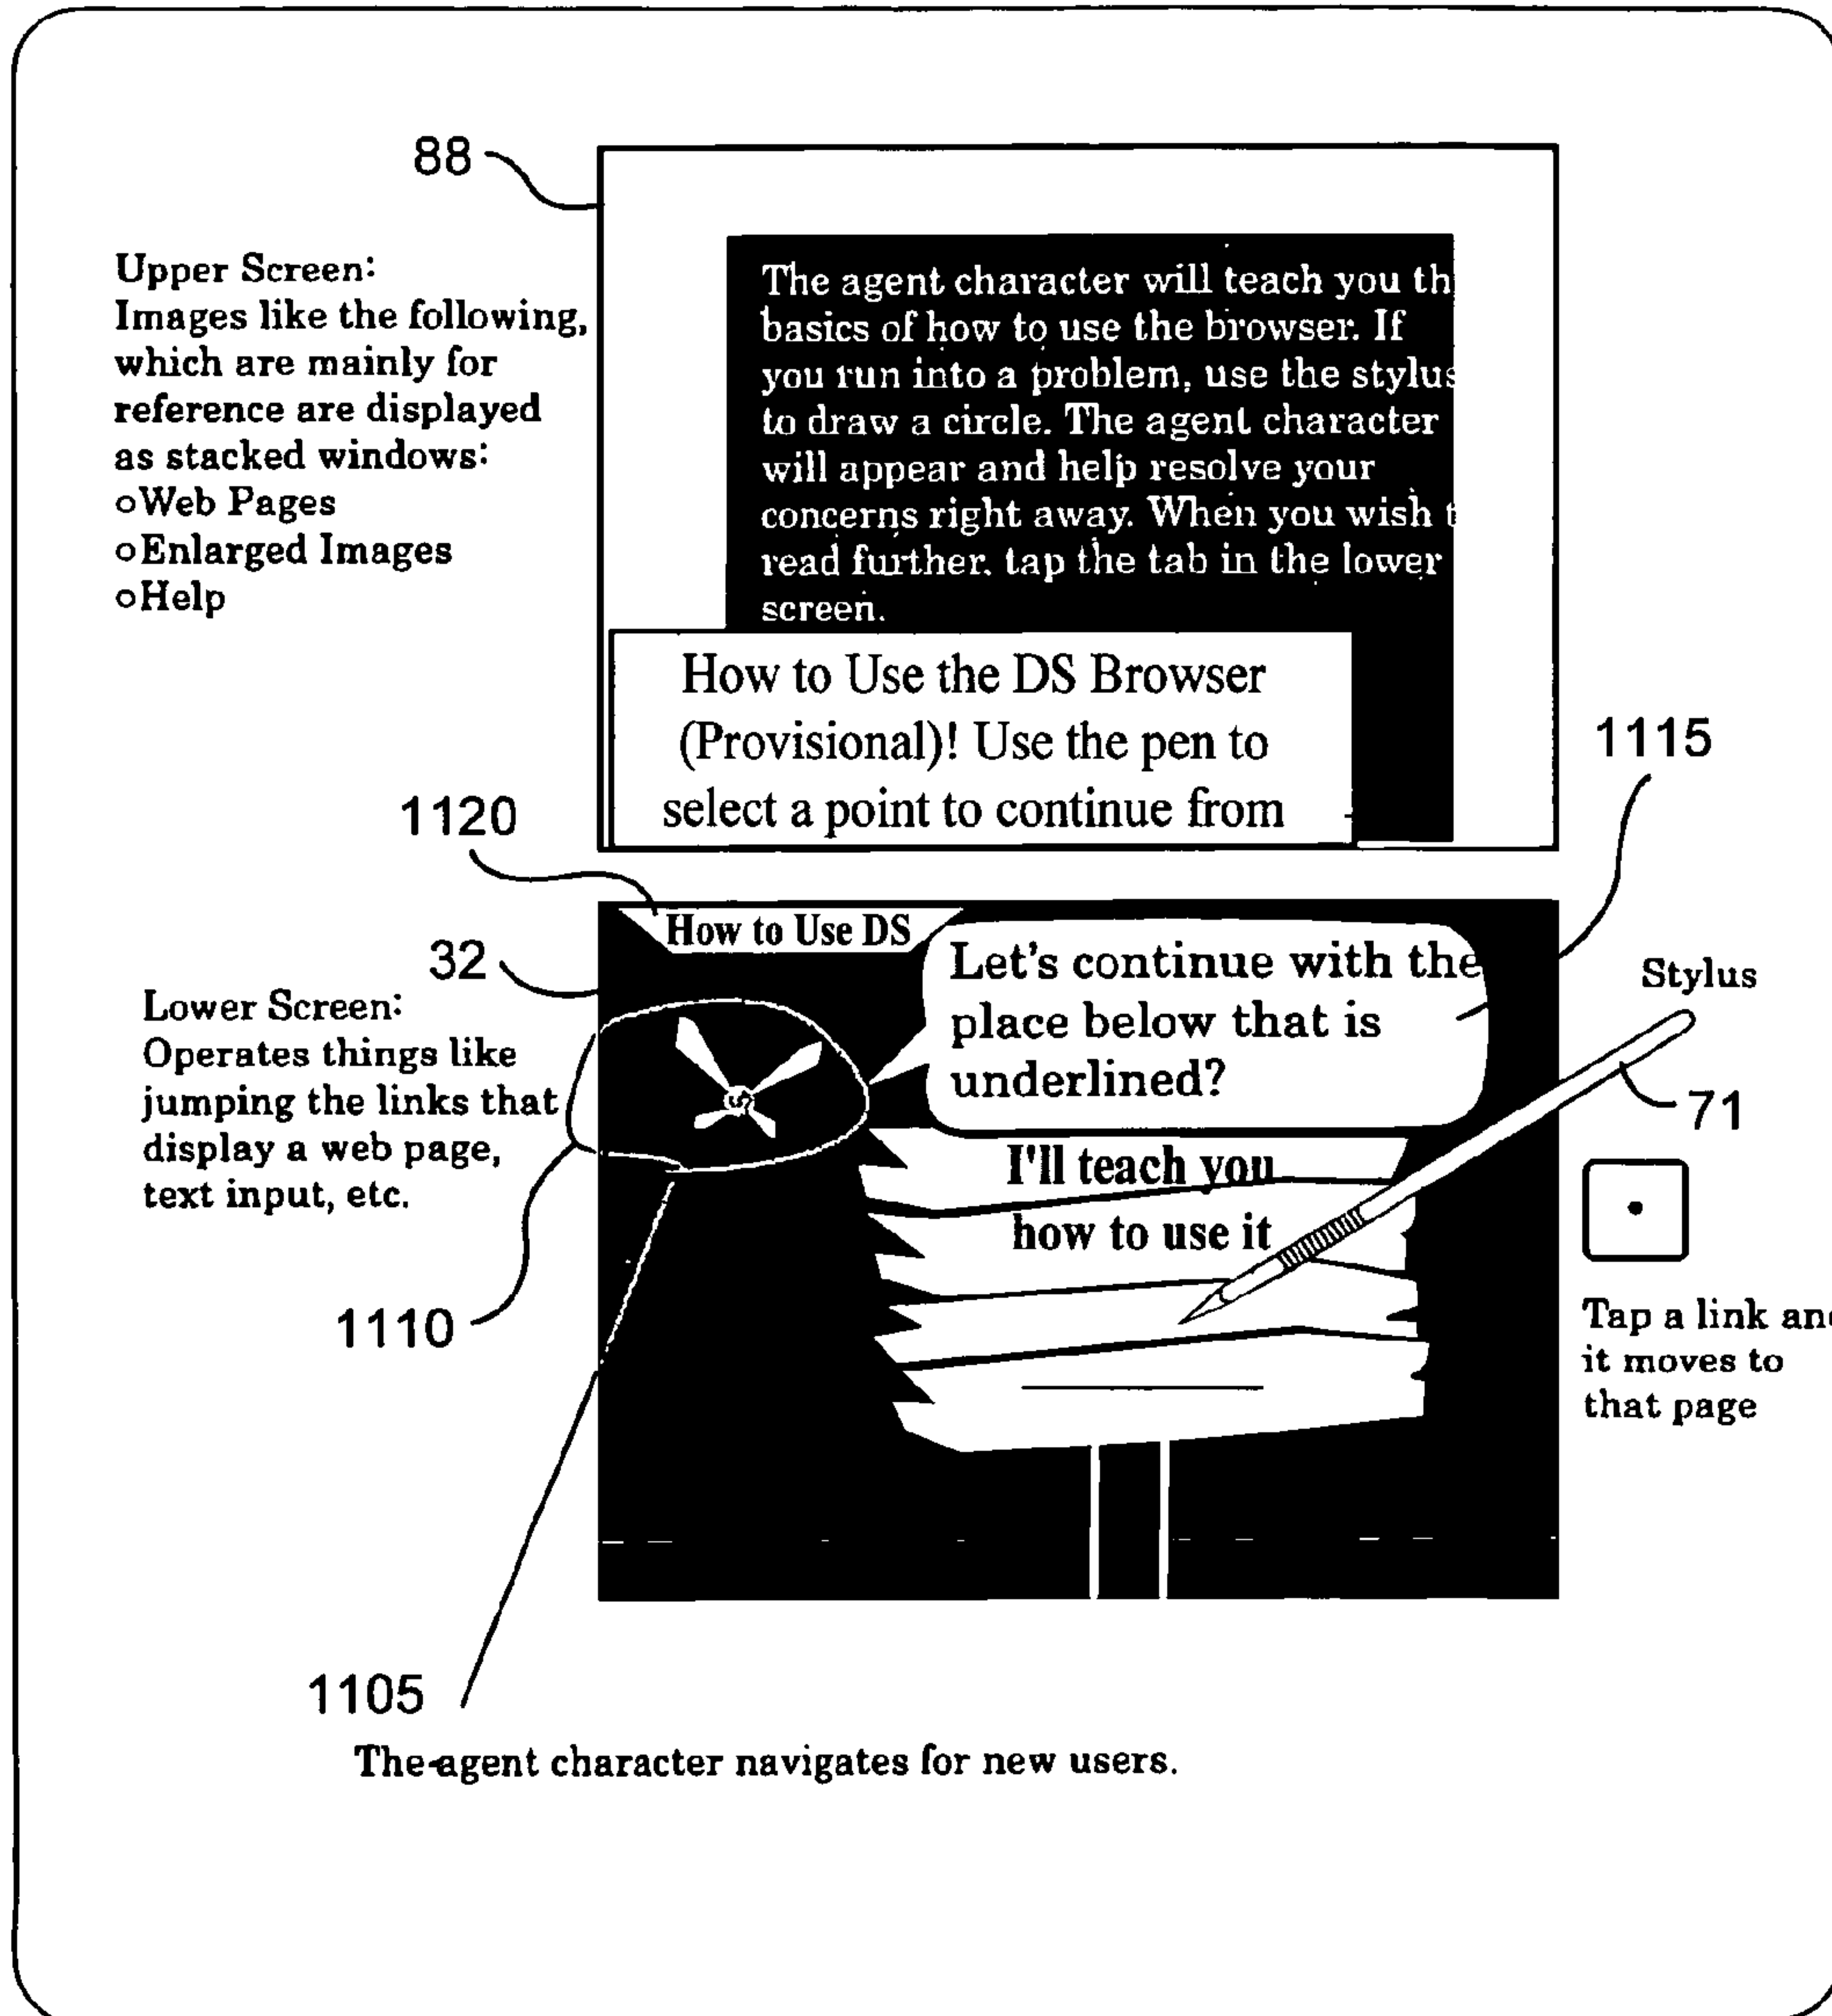 88
Upper Screen:
Images like the following,
which are mainly for
reference are displayed
as stacked windows:
oWeb Pages
oEnlarged Images
oHelp
The agent character will teach you th
basics of how to use the browser. If
you run into a problem, use the stylus
to draw a circle. The agent character
will appear and help resolve your
concerns right away. When you wish t
read further, tap the tab in the lower
screen.
How to Use the DS Browser
(Provisional)! Use the pen to
select a point to continue from
1115
1120
How to Use DS
32
Let's continue with the
place below that is
underlined?
Lower Screen:
Operates things like
jumping the links that
display a web page,
text input, etc.
Stylus
71
I'll teach you
how to use it
Tap a link and
it moves to
that page
1110
1105
The agent character navigates for new users.